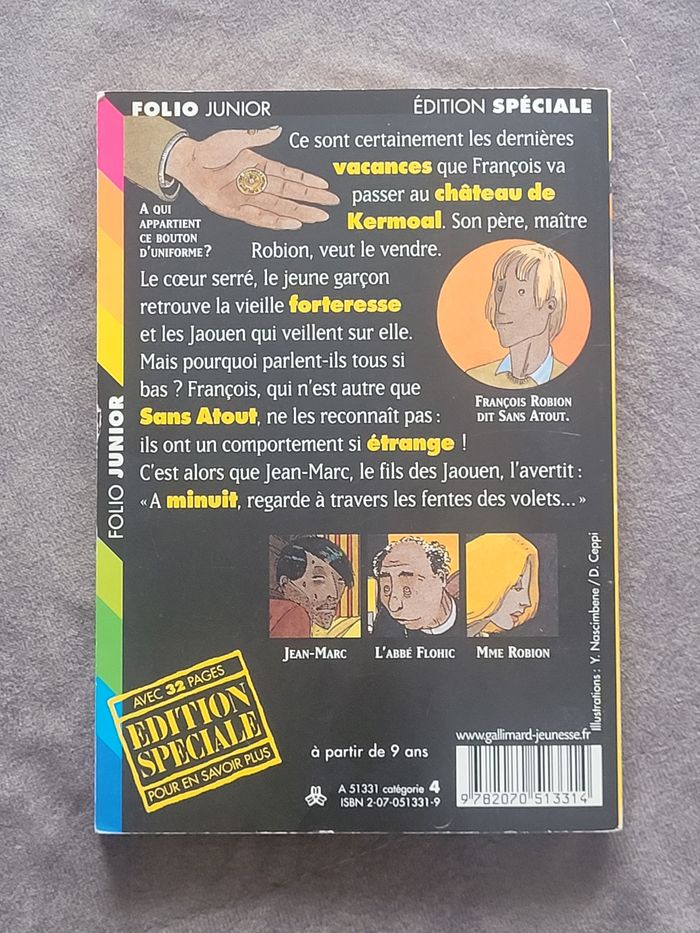 FOLIO JUNIOR
ÉDITION SPÉCIALE
Ce sont certainement les dernières
vacances que François va
passer au château de
Kermoal. Son père, maître
Robion, veut le vendre.
Le cœur serré, le jeune garçon
retrouve la vieille forteresse
et les Jaouen qui veillent sur elle.
Mais pourquoi parlent-ils tous si
bas ? François, qui n'est autre que
Sans Atout, ne les reconnaît pas :
ils ont un comportement si étrange !
C'est alors que Jean-Marc, le fils des Jaouen, l'avertit :
« A minuit, regarde à travers les fentes des volets... »
A QUI
APPARTIENT
CE BOUTON
D'UNIFORME ?
FRANÇOIS ROBION
DIT SANS ATOUT.
FOLIO JUNIOR
JEAN-MARC
L'ABBÉ FLOHIC
MME ROBION
Illustrations : Y. Nascimbene / D. Ceppi
AVEC 32 PAGES
EDITION
SPÉCIALE
POUR EN SAVOIR PLUS
à partir de 9 ans
www.gallimard-jeunesse.fr
A 51331 catégorie 4
ISBN 2-07-051331-9
9 782070 513314